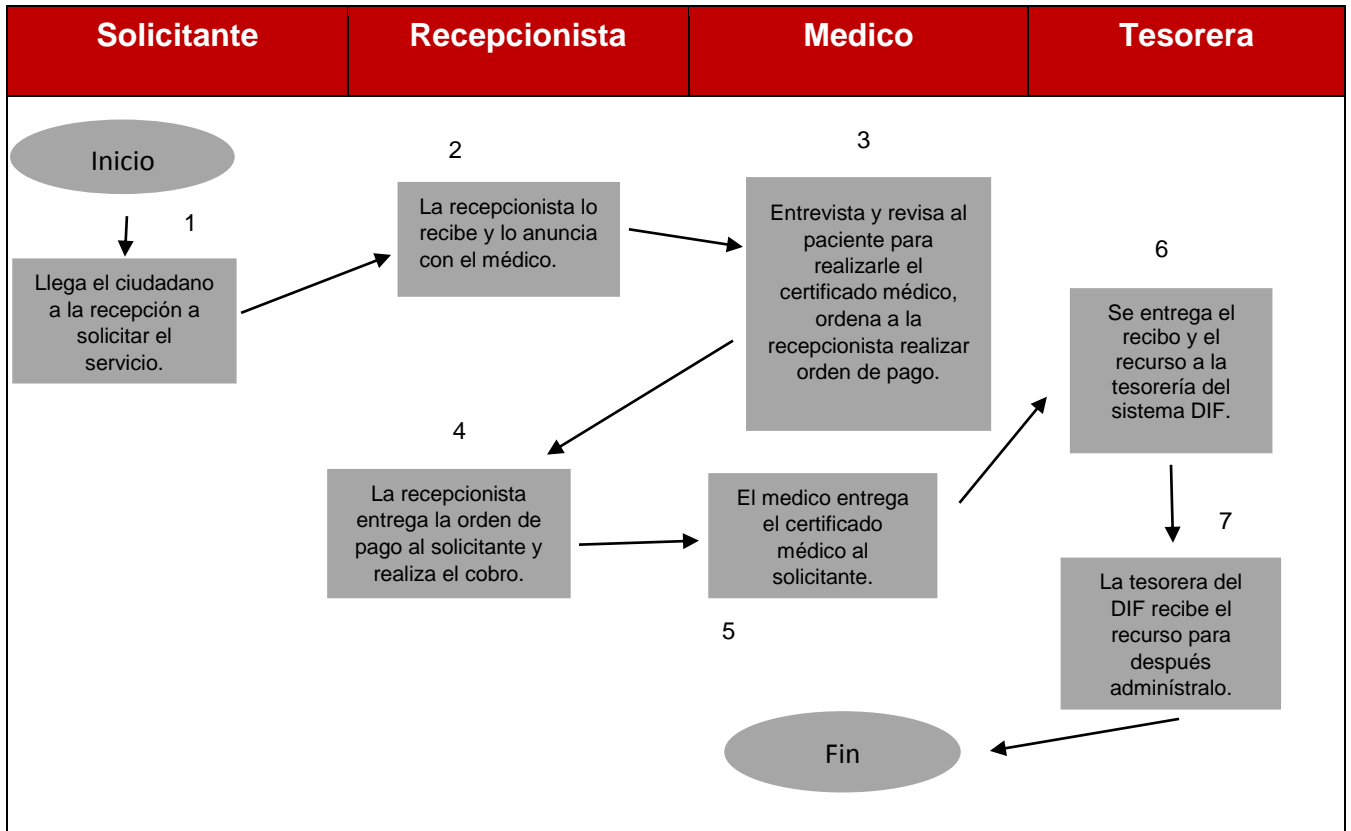 Solicitante
Recepcionista
Medico
Tesorera
Inicio
1
Llega el ciudadano
a la recepción a
solicitar el
servicio.
2
La recepcionista lo
recibe y lo anuncia
con el médico.
3
Entrevista y revisa al
paciente para
realizarle el
certificado médico,
ordena a la
recepcionista realizar
orden de pago.
4
La recepcionista
entrega la orden de
pago al solicitante y
realiza el cobro.
El medico entrega
el certificado
médico al
solicitante.
5
6
Se entrega el
recibo y el
recurso a la
tesorería del
sistema DIF.
7
La tesorera del
DIF recibe el
recurso para
después
adminístralo.
Fin